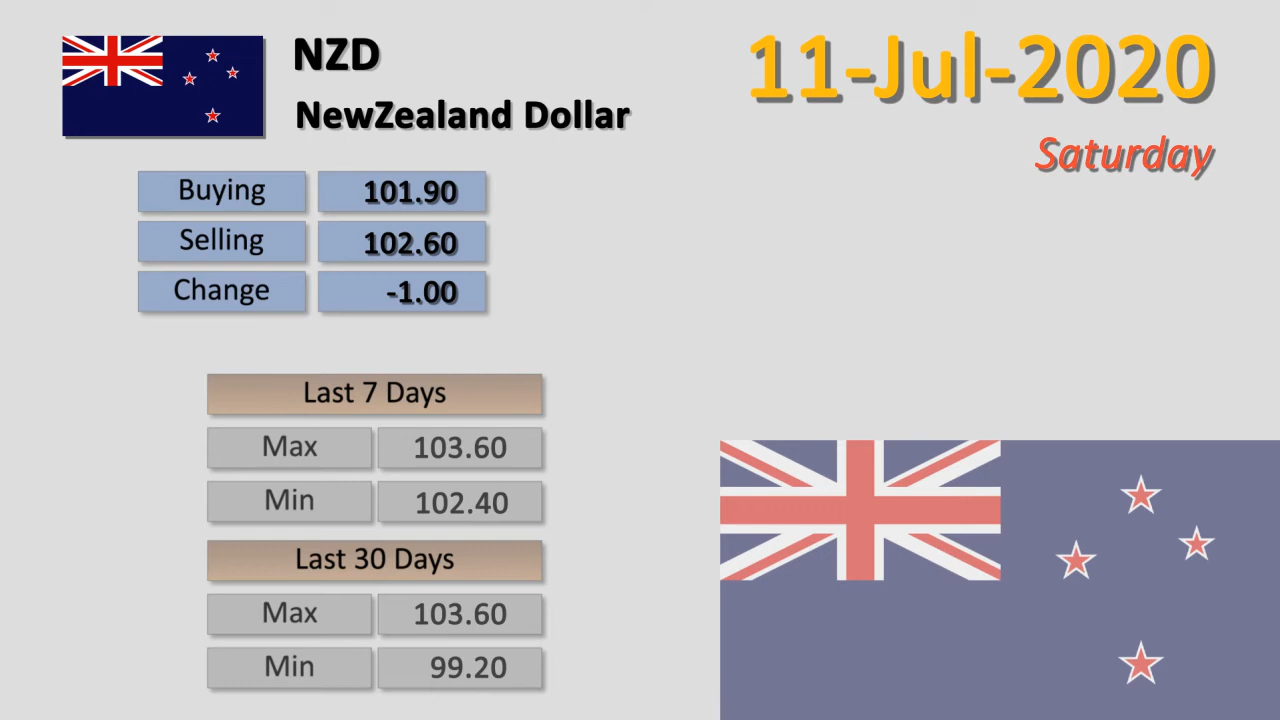 NZD
NewZealand Dollar
11-Jul-2020
Saturday
Buying 101.90
Selling 102.60
Change -1.00
Last 7 Days
Max 103.60
Min 102.40
Last 30 Days
Max 103.60
Min 99.20